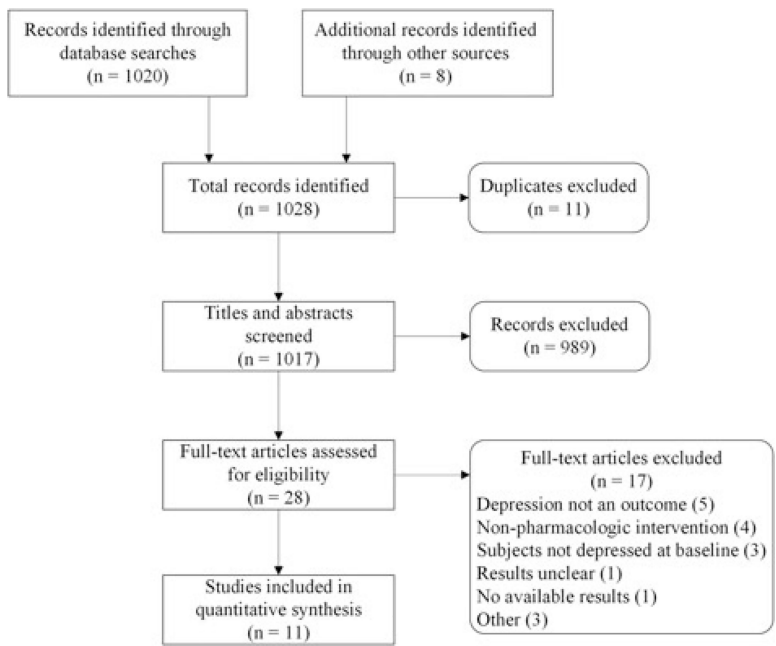 Records identified through
database searches
(n = 1020)
Additional records identified
through other sources
(n = 8)
Total records identified
(n = 1028)
Duplicates excluded
(n = 11)
Titles and abstracts
screened
(n = 1017)
Records excluded
(n = 989)
Full-text articles assessed
for eligibility
(n = 28)
Full-text articles excluded
(n = 17)
Depression not an outcome (5)
Non-pharmacologic intervention (4)
Subjects not depressed at baseline (3)
Results unclear (1)
No available results (1)
Other (3)
Studies included in
quantitative synthesis
(n = 11)